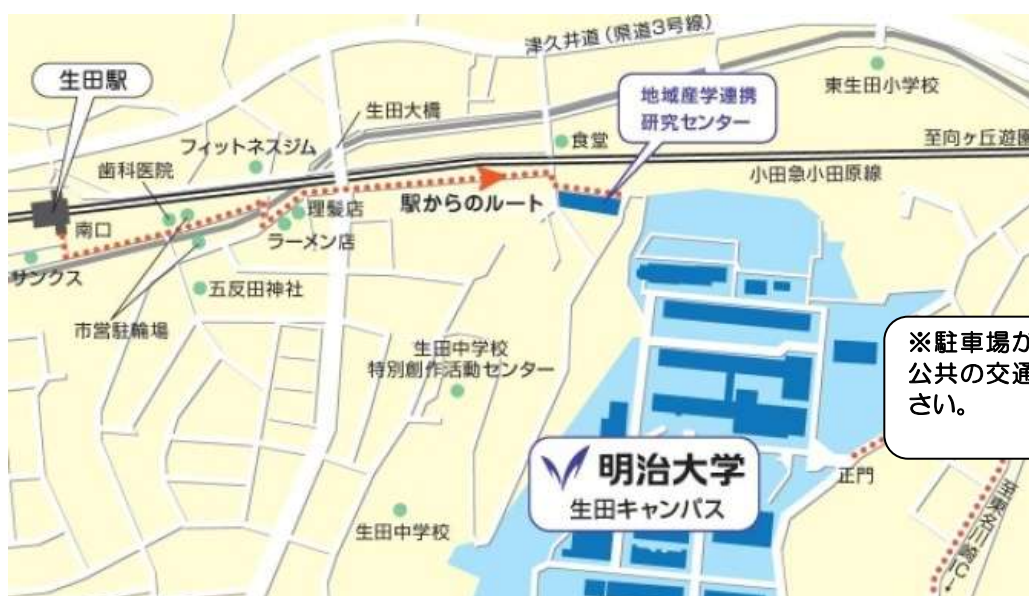 津久井道（県道3号線）
生田駅
地域産学連携
研究センター
東生田小学校
生田大橋
食堂
至向ヶ丘遊園
フィットネスジム
歯科医院
小田急小田原線
駅からのルート
理髪店
南口
ラーメン店
サンクス
五反田神社
市営駐輪場
生田中学校
特別創作活動センター
※駐車場か
公共の交通
さい。
明治大学
生田キャンパス
正門
生田中学校
至東名川崎IC